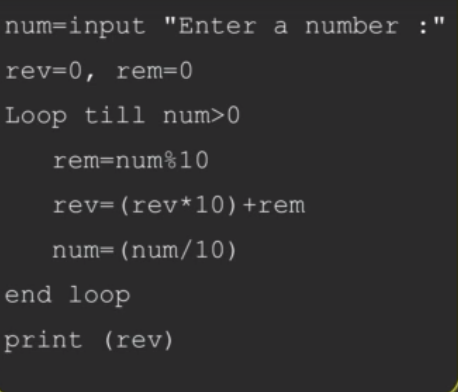 num=input "Enter a number :"
rev=0, rem=0
Loop till num>0
rem=num%10
rev=(rev*10)+rem
num=(num/10)
end loop
print (rev)